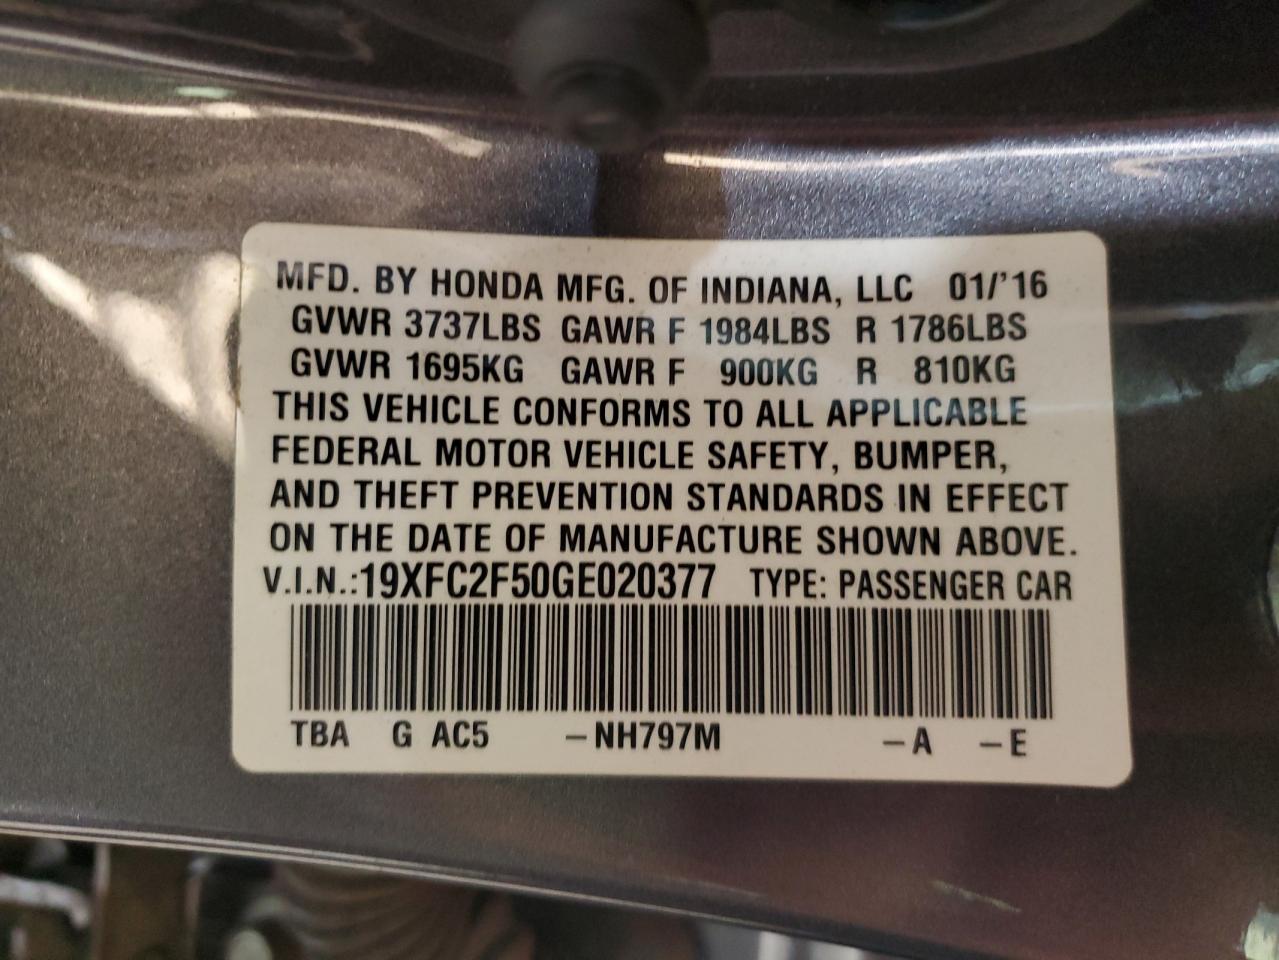 MFD. BY HONDA MFG. OF INDIANA, LLC 01/'16
GVWR 3737LBS GAWR F 1984LBS R 1786LBS
GVWR 1695KG GAWR F 900KG R 810KG
THIS VEHICLE CONFORMS TO ALL APPLICABLE
FEDERAL MOTOR VEHICLE SAFETY, BUMPER,
AND THEFT PREVENTION STANDARDS IN EFFECT
ON THE DATE OF MANUFACTURE SHOWN ABOVE.
V.I.N.:19XFC2F50GE020377 TYPE: PASSENGER CAR
TBA G AC5 –NH797M –A –E